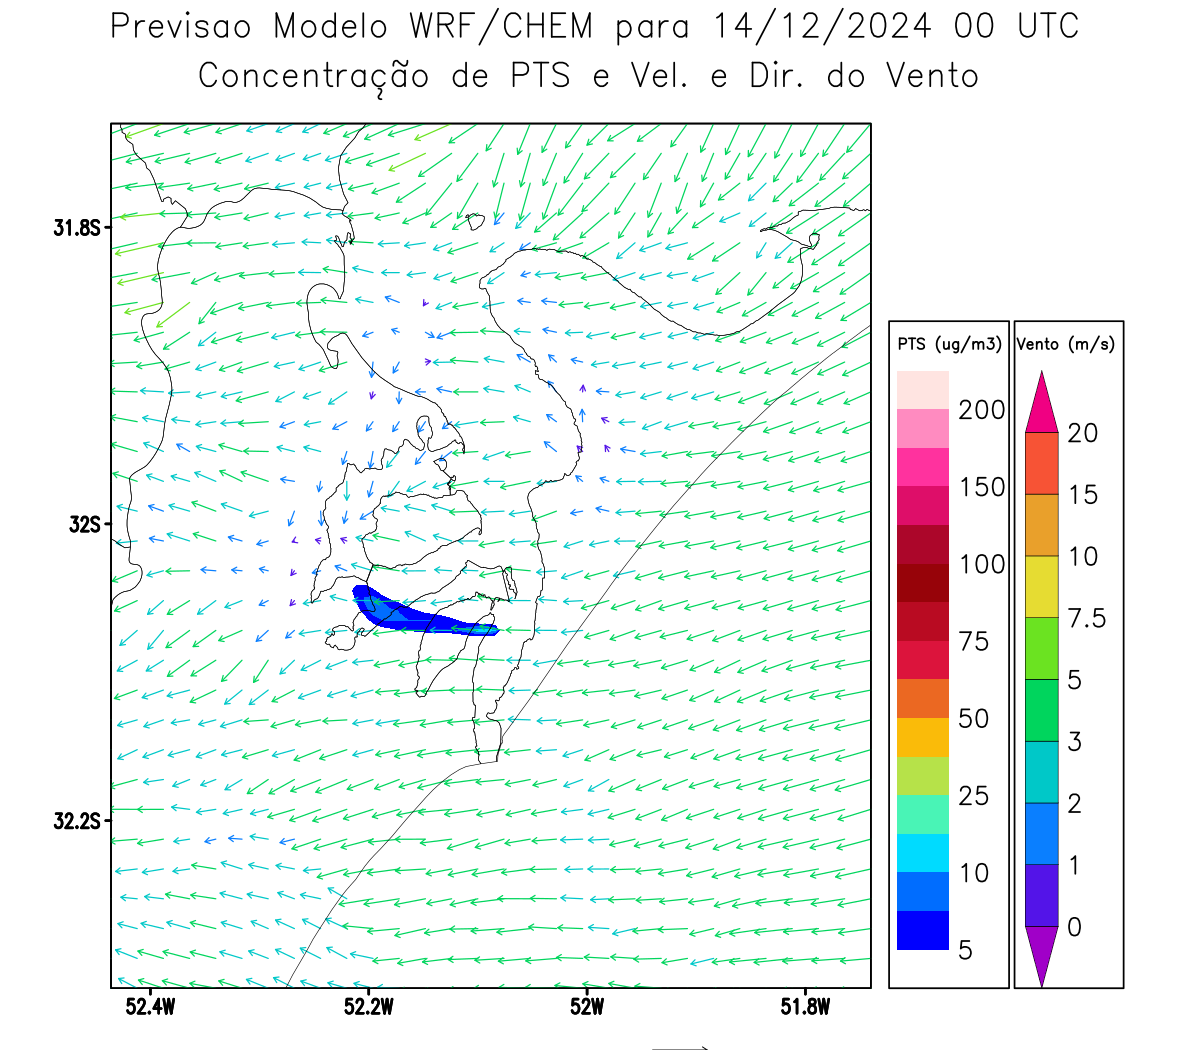 Previsao Modelo WRF/CHEM para 14/12/2024 00 UTC
Concentração de PTS e Vel. e Dir. do Vento
31.8S
32S
32.2S
52.4W 52.2W 52W 51.8W
PTS (ug/m3)
200
150
100
75
50
25
10
5
Vento (m/s)
20
15
10
7.5
5
3
2
1
0